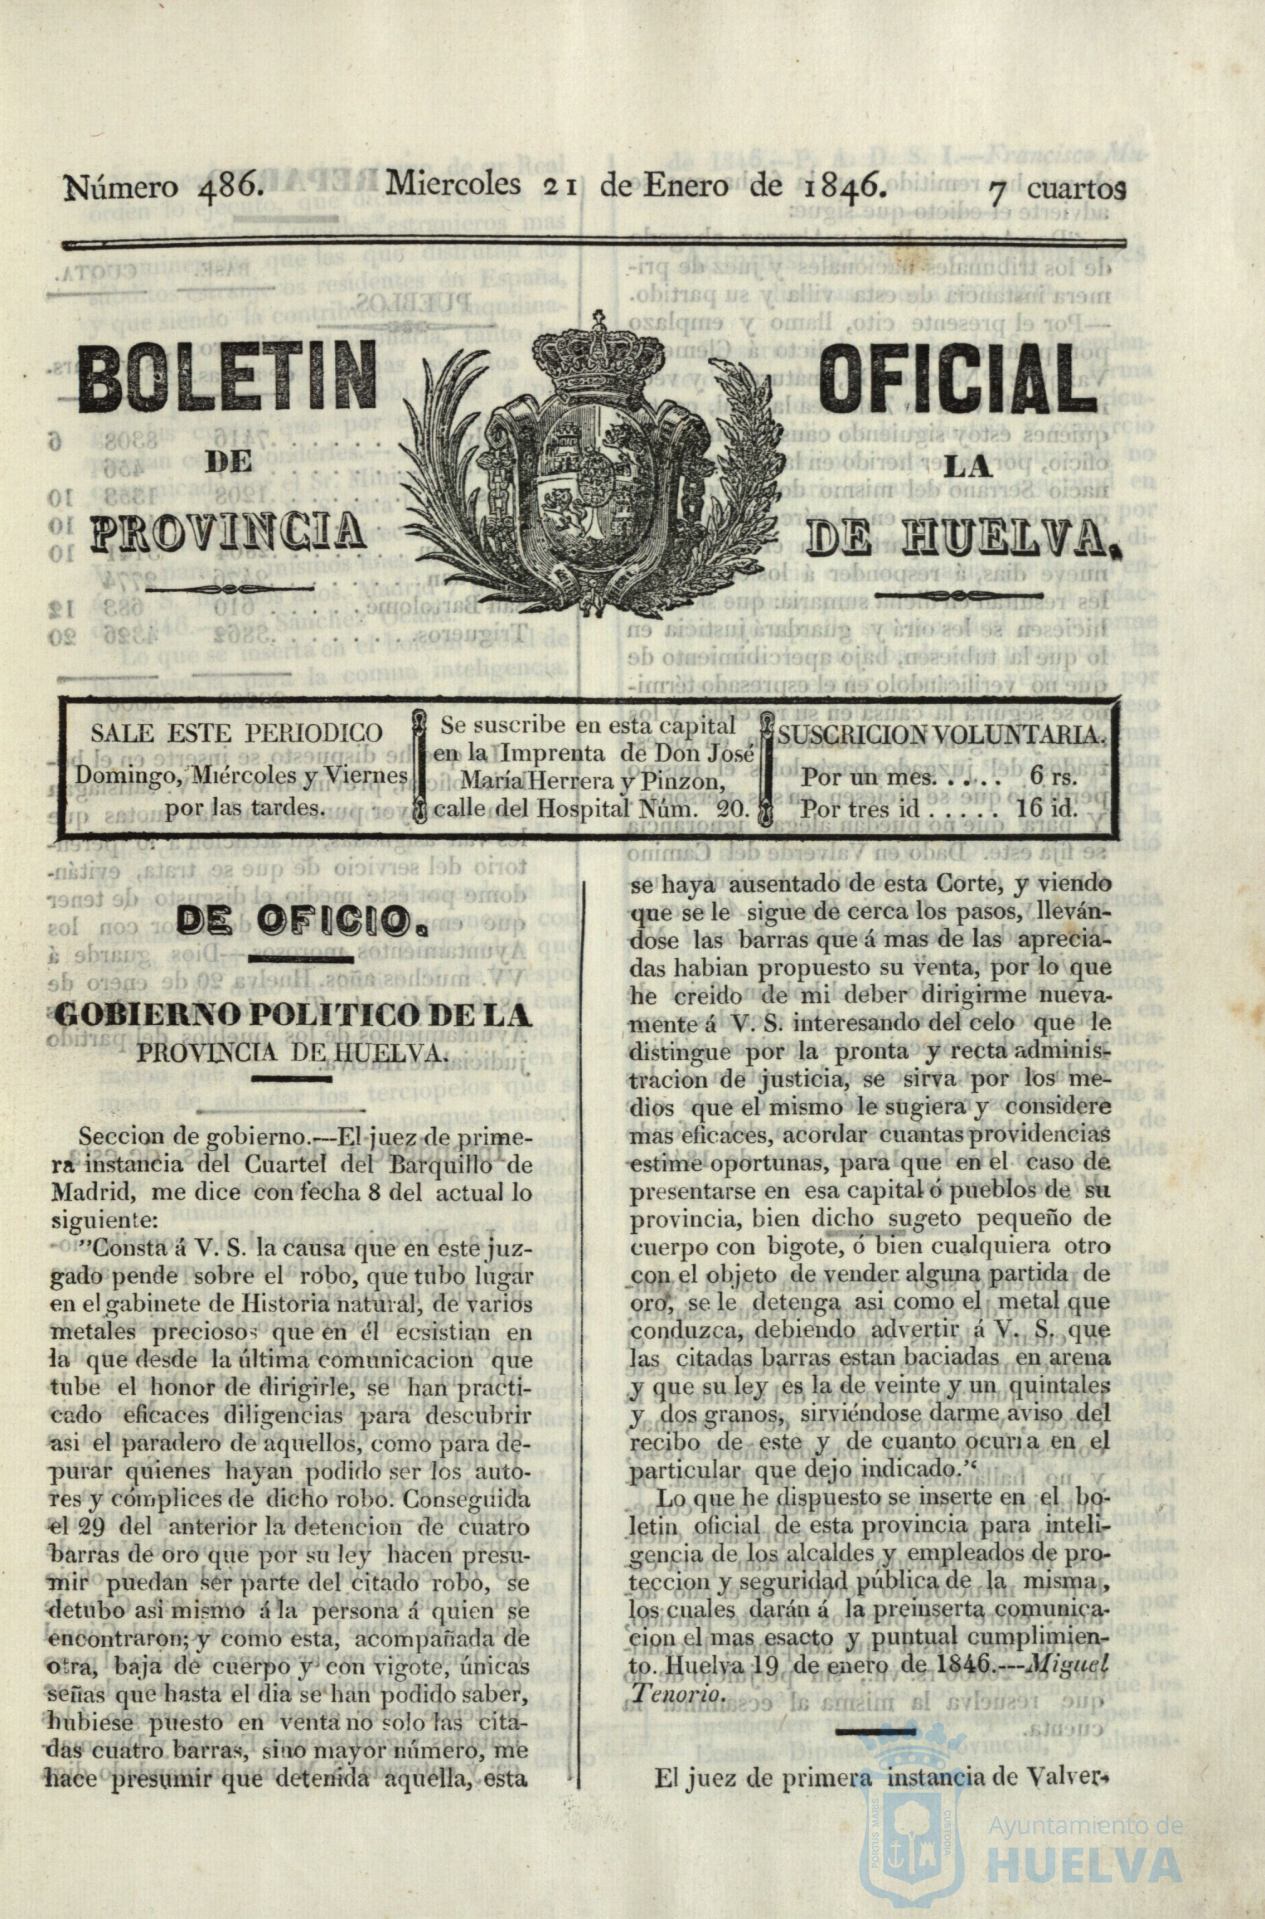 Número 486. Miercoles 21 de Enero de 1846. 7 cuartos
BOLETIN OFICIAL
DE LA
PROVINCIA DE HUELVA.
SALE ESTE PERIODICO
Domingo, Miércoles y Viernes
por las tardes.
Se suscribe en esta capital
en la Imprenta de Don José
María Herrera y Pinzon,
calle del Hospital Núm. 20.
SUSCRICION VOLUNTARIA.
Por un mes. . . . . 6 rs.
Por tres id . . . . . 16 id.
DE OFICIO.
GOBIERNO POLITICO DE LA
PROVINCIA DE HUELVA.
Seccion de gobierno.---El juez de prime-
ra instancia del Cuartel del Barquillo de
Madrid, me dice con fecha 8 del actual lo
siguiente:
"Consta á V. S. la causa que en este juz-
gado pende sobre el robo, que tubo lugar
en el gabinete de Historia natural, de varios
metales preciosos que en él ecsistian en
la que desde la última comunicacion que
tube el honor de dirigirle, se han practi-
cado eficaces diligencias para descubrir
asi el paradero de aquellos, como para de-
purar quienes hayan podido ser los auto-
res y cómplices de dicho robo. Conseguida
el 29 del anterior la detencion de cuatro
barras de oro que por su ley hacen presu-
mir puedan ser parte del citado robo, se
detubo asi mismo á la persona á quien se
encontraron; y como esta, acompañada de
otra, baja de cuerpo y con vigote, únicas
señas que hasta el dia se han podido saber,
hubiese puesto en venta no solo las cita-
das cuatro barras, sino mayor número, me
hace presumir que detenida aquella, esta
se haya ausentado de esta Corte, y viendo
que se le sigue de cerca los pasos, lleván-
dose las barras que á mas de las aprecia-
das habian propuesto su venta, por lo que
he creido de mi deber dirigirme nueva-
mente á V. S. interesando del celo que le
distingue por la pronta y recta adminis-
tracion de justicia, se sirva por los me-
dios que el mismo le sugiera y considere
mas eficaces, acordar cuantas providencias
estime oportunas, para que en el caso de
presentarse en esa capital ó pueblos de su
provincia, bien dicho sugeto pequeño de
cuerpo con bigote, ó bien cualquiera otro
con el objeto de vender alguna partida de
oro, se le detenga asi como el metal que
conduzca, debiendo advertir á V. S. que
las citadas barras estan baciadas en arena
y que su ley es la de veinte y un quintales
y dos granos, sirviéndose darme aviso del
recibo de este y de cuanto ocurra en el
particular que dejo indicado."
Lo que he dispuesto se inserte en el bo-
letin oficial de esta provincia para inteli-
gencia de los alcaldes y empleados de pro-
teccion y seguridad pública de la misma,
los cuales darán á la preinserta comunica-
cion el mas esacto y puntual cumplimien-
to. Huelva 19 de enero de 1846.---Miguel
Tenorio.
El juez de primera instancia de Valver-
PORTUS MARIS
CUSTODIA
Ayuntamiento de
HUELVA